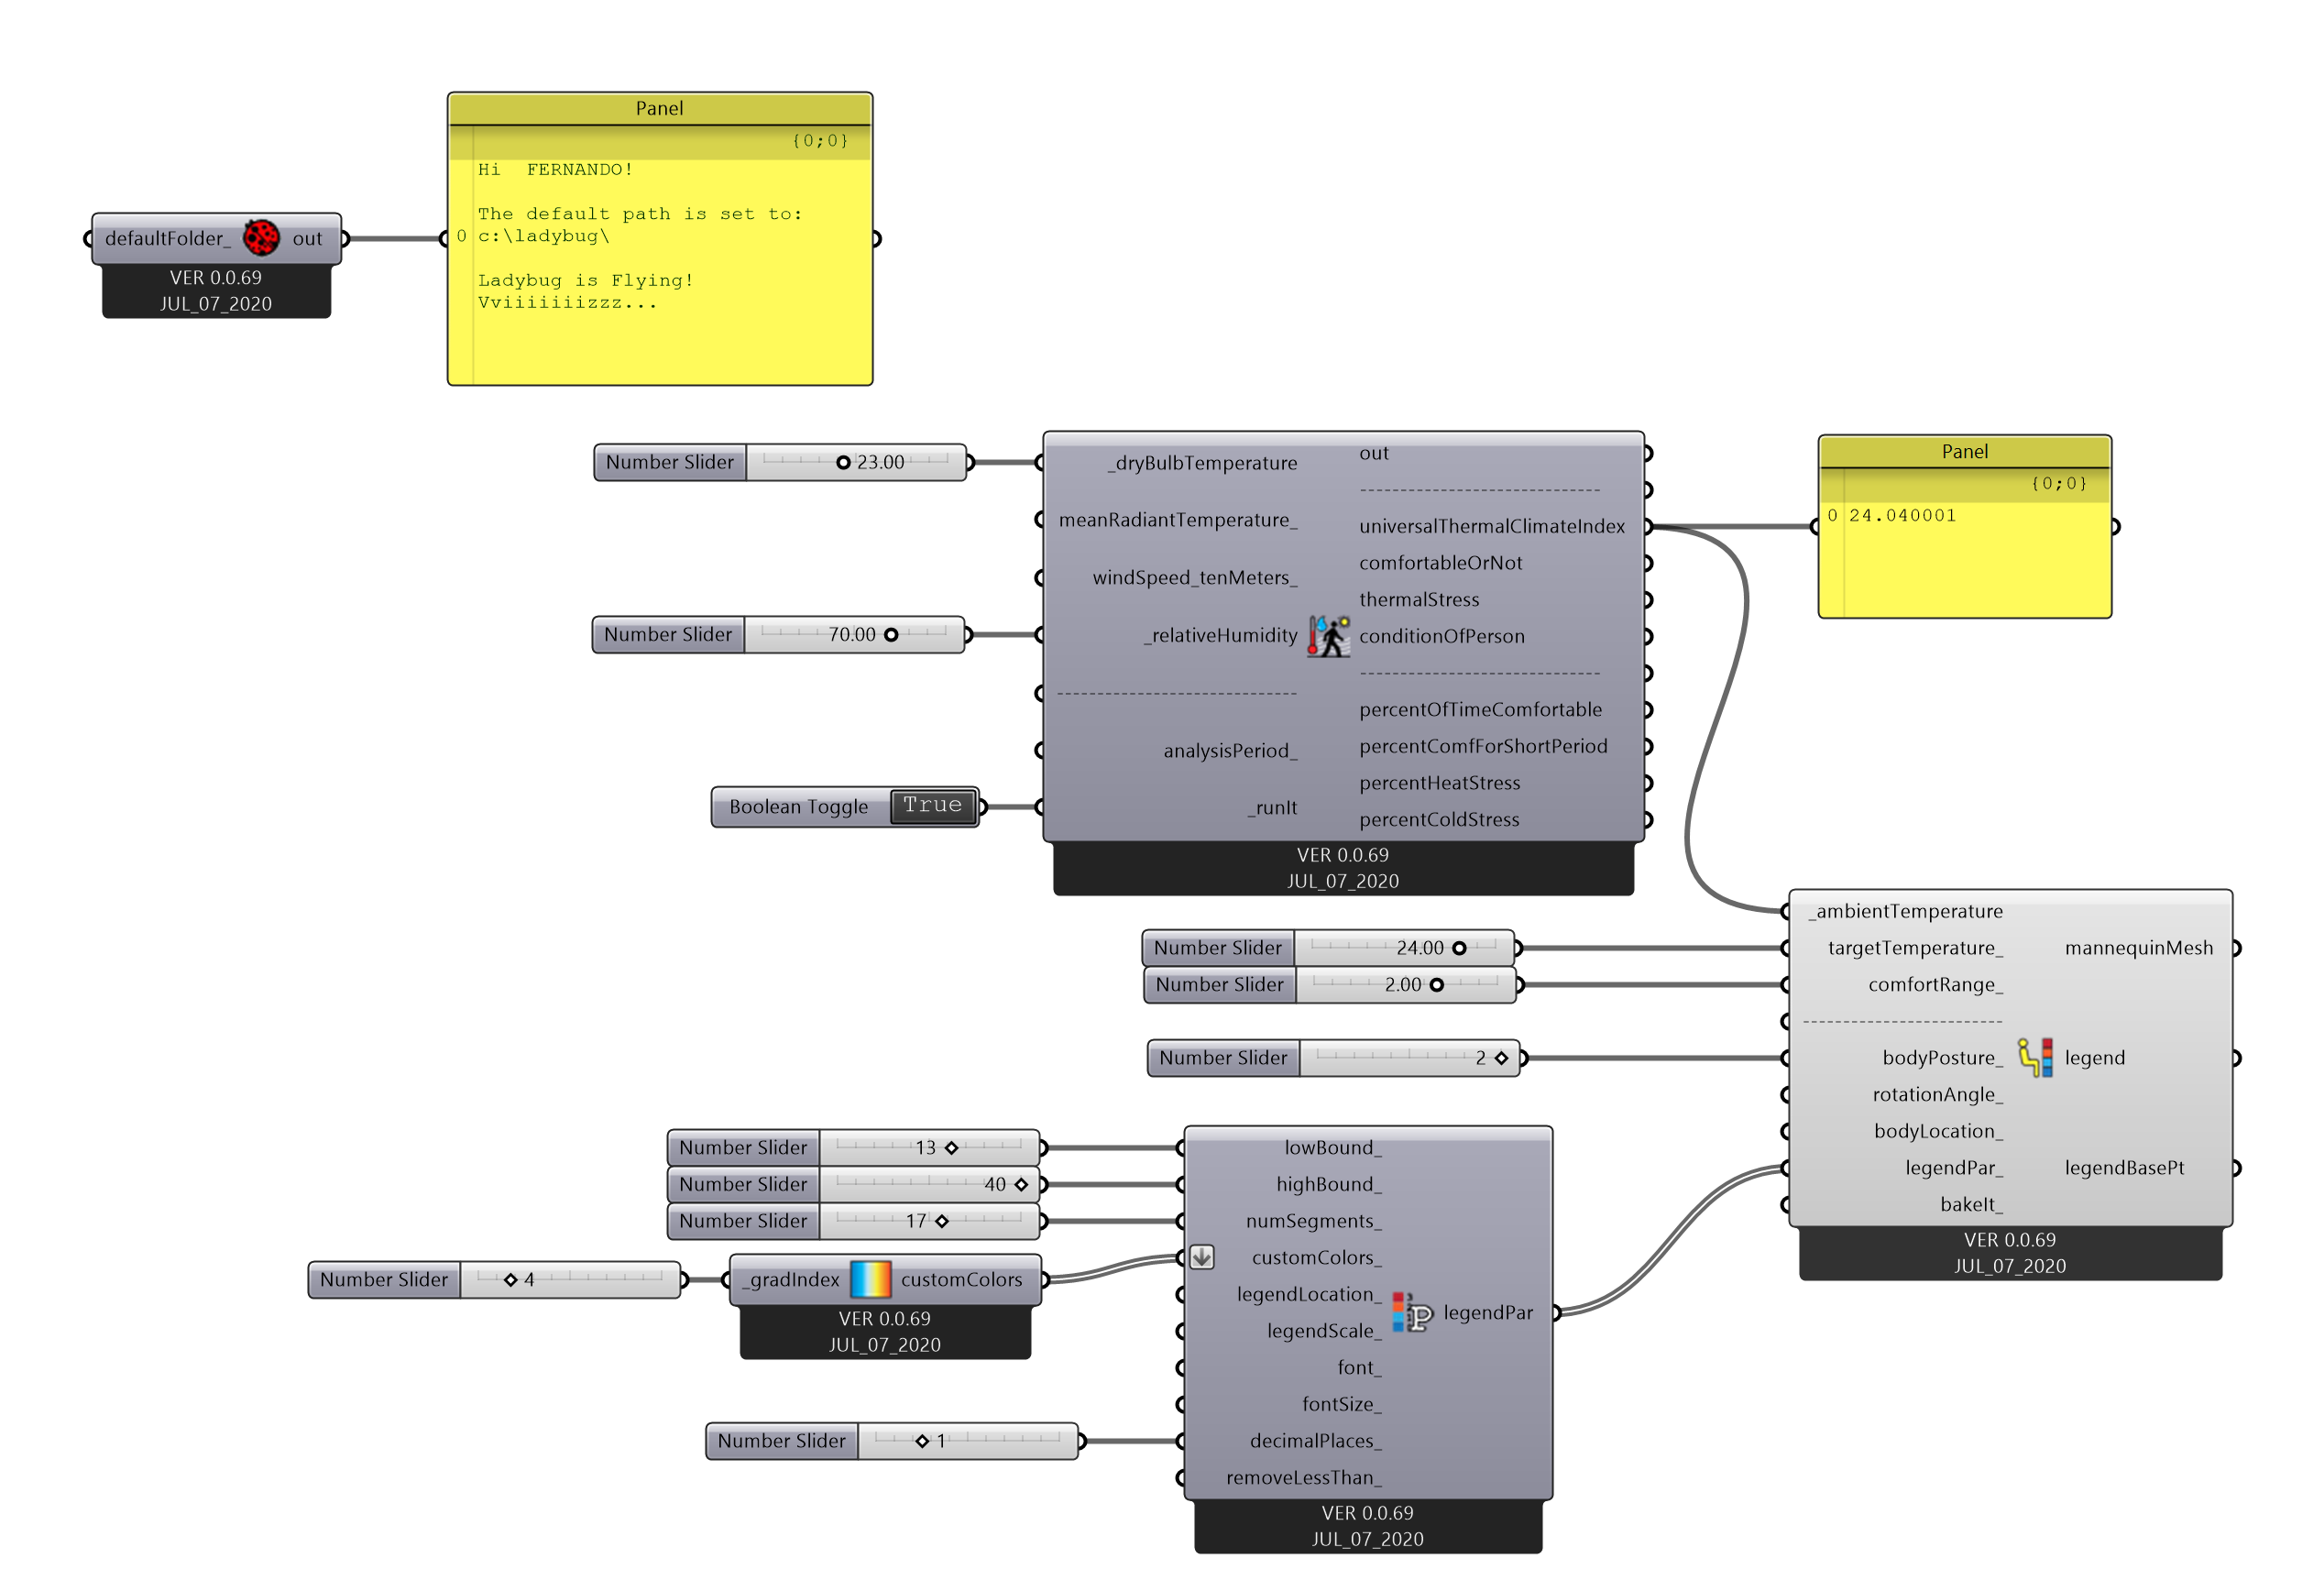 Panel
{0;0}
Hi  FERNANDO!
The default path is set to:
0 c:\ladybug\
Ladybug is Flying!
Vviiiiiiizzz...
defaultFolder_ out
VER 0.0.69
JUL_07_2020
Number Slider 23.00
Number Slider 70.00
Boolean Toggle True
_dryBulbTemperature
meanRadiantTemperature_
windSpeed_tenMeters_
_relativeHumidity
analysisPeriod_
_runIt
out
universalThermalClimateIndex
comfortableOrNot
thermalStress
conditionOfPerson
percentOfTimeComfortable
percentComfForShortPeriod
percentHeatStress
percentColdStress
VER 0.0.69
JUL_07_2020
Panel
{0;0}
0 24.040001
Number Slider 24.00
Number Slider 2.00
Number Slider 2
_ambientTemperature
targetTemperature_
comfortRange_
bodyPosture_
rotationAngle_
bodyLocation_
legendPar_
bakeIt_
mannequinMesh
legend
legendBasePt
VER 0.0.69
JUL_07_2020
Number Slider 13
Number Slider 40
Number Slider 17
Number Slider 4
_gradIndex customColors
VER 0.0.69
JUL_07_2020
Number Slider 1
lowBound_
highBound_
numSegments_
customColors_
legendLocation_
legendScale_
font_
fontSize_
decimalPlaces_
removeLessThan_
P
legendPar
VER 0.0.69
JUL_07_2020